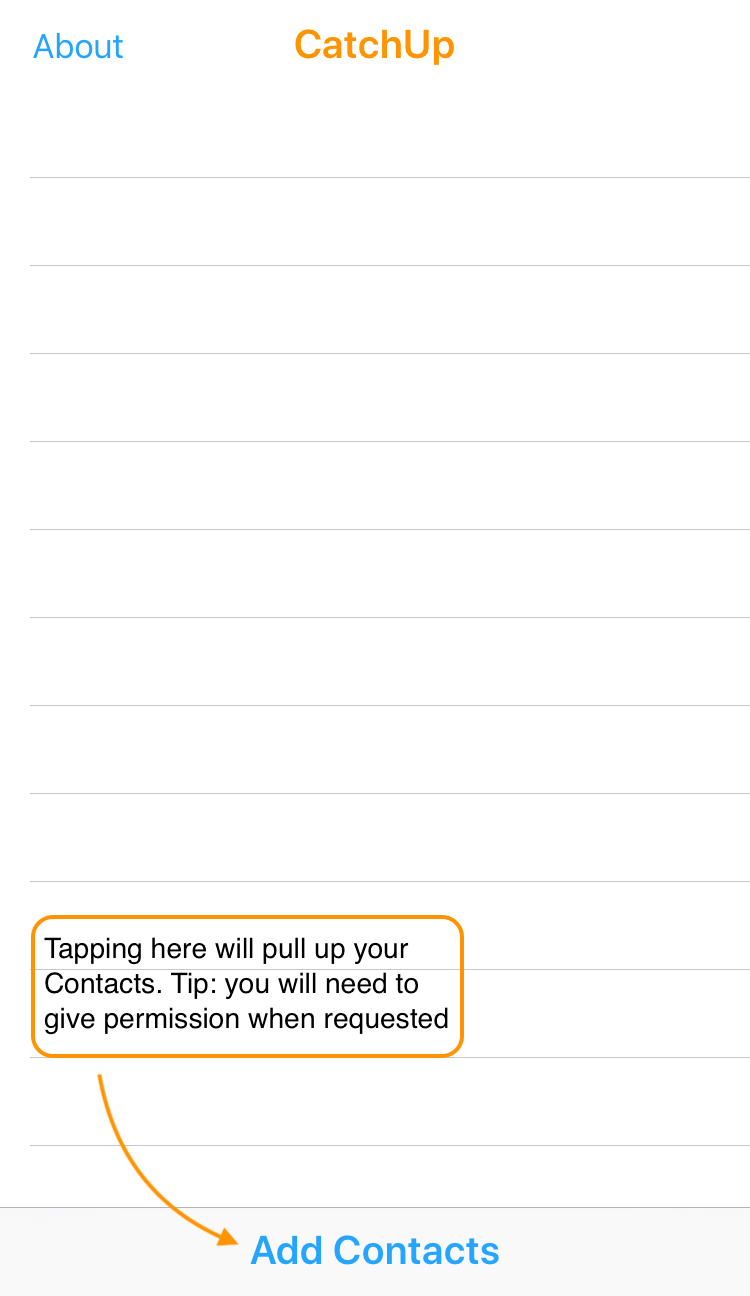 About
CatchUp
Tapping here will pull up your
Contacts. Tip: you will need to
give permission when requested
Add Contacts